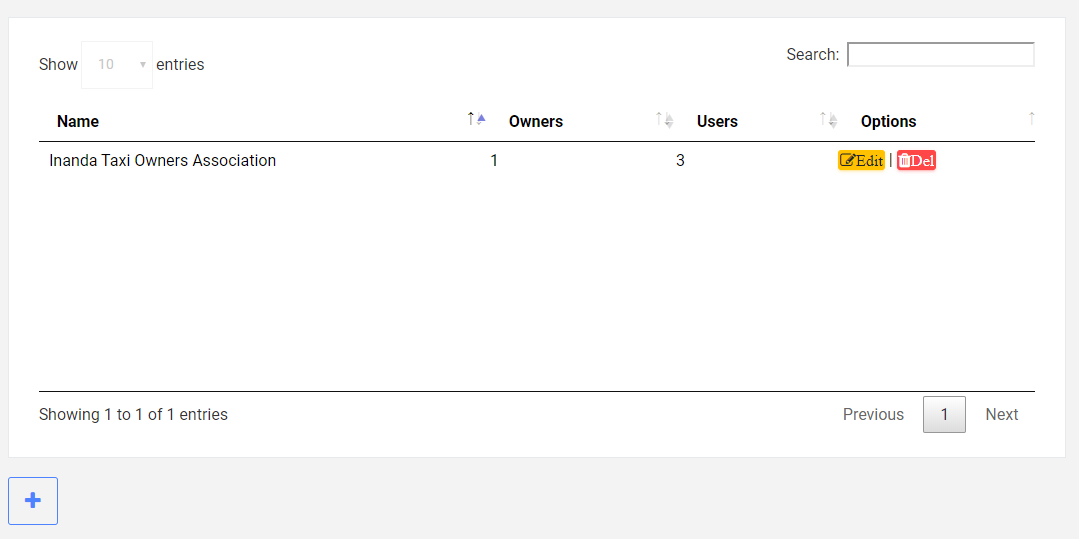 Show 10 entries
Search:
Name Owners Users Options
Inanda Taxi Owners Association 1 3 Edit | Del
Showing 1 to 1 of 1 entries
Previous 1 Next